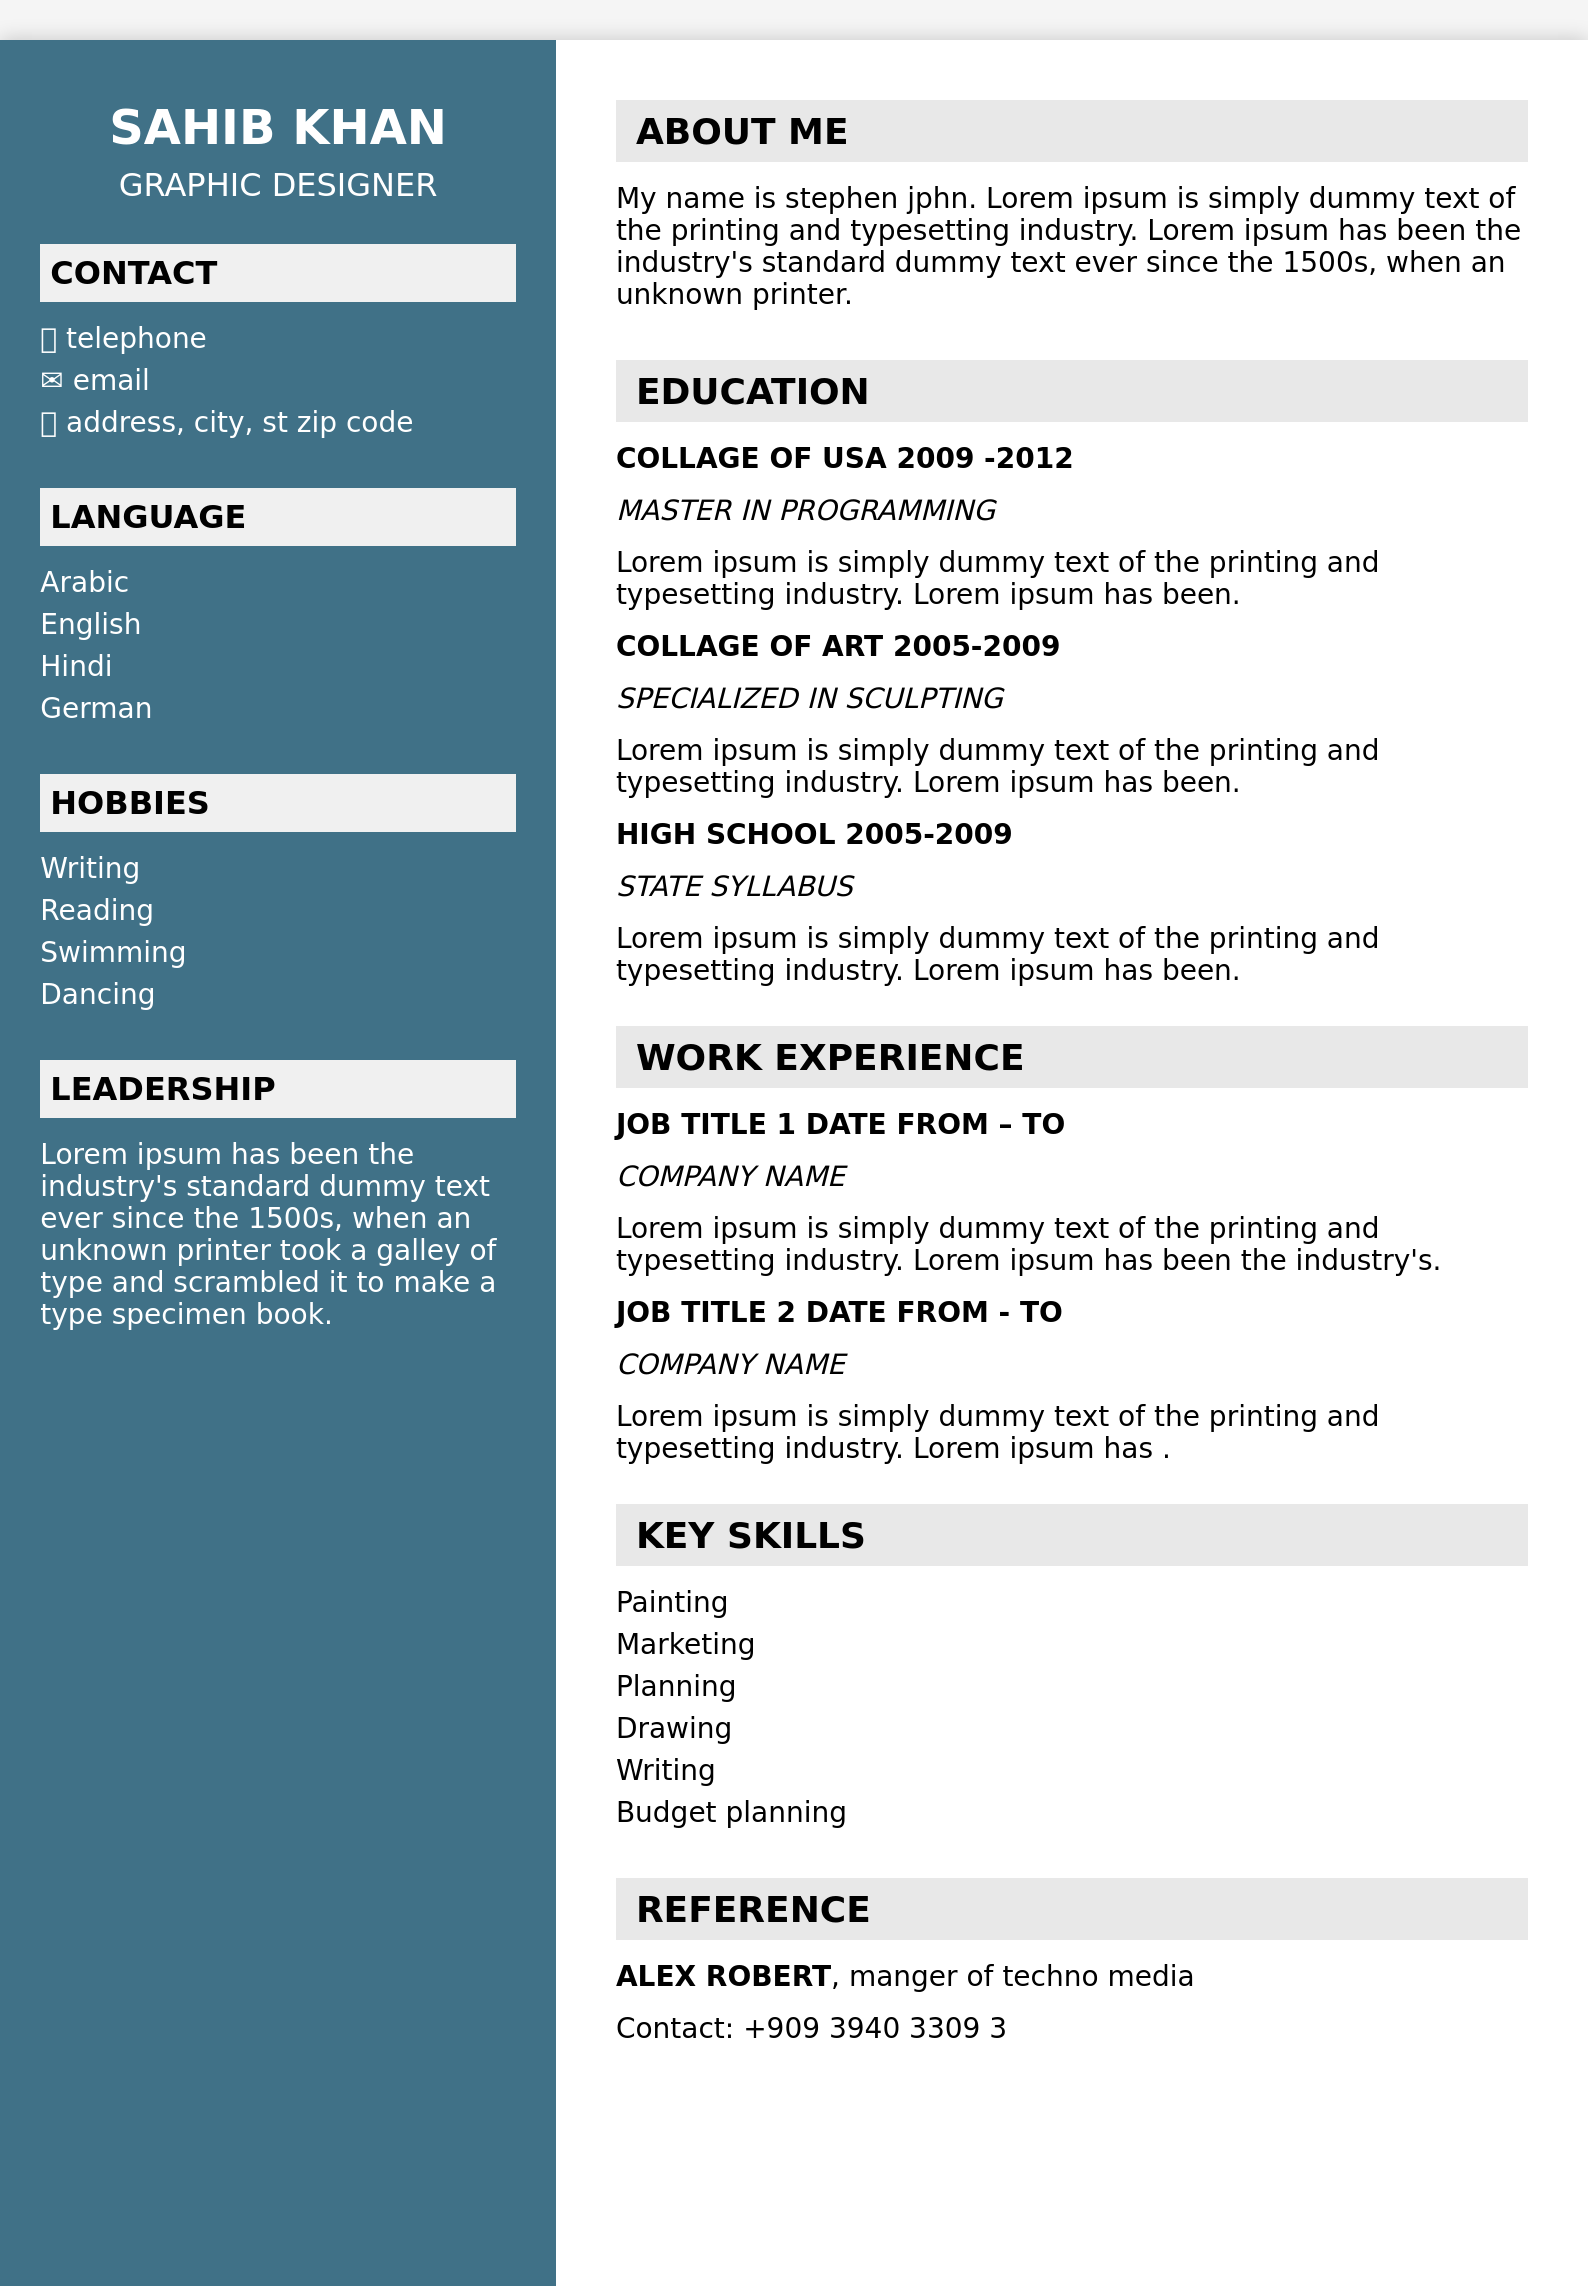 SAHIB KHAN
GRAPHIC DESIGNER
CONTACT
telephone
✉ email
address, city, st zip code
LANGUAGE
Arabic
English
Hindi
German
HOBBIES
Writing
Reading
Swimming
Dancing
LEADERSHIP
Lorem ipsum has been the
industry's standard dummy text
ever since the 1500s, when an
unknown printer took a galley of
type and scrambled it to make a
type specimen book.
ABOUT ME
My name is stephen jphn. Lorem ipsum is simply dummy text of
the printing and typesetting industry. Lorem ipsum has been the
industry's standard dummy text ever since the 1500s, when an
unknown printer.
EDUCATION
COLLAGE OF USA 2009 -2012
MASTER IN PROGRAMMING
Lorem ipsum is simply dummy text of the printing and
typesetting industry. Lorem ipsum has been.
COLLAGE OF ART 2005-2009
SPECIALIZED IN SCULPTING
Lorem ipsum is simply dummy text of the printing and
typesetting industry. Lorem ipsum has been.
HIGH SCHOOL 2005-2009
STATE SYLLABUS
Lorem ipsum is simply dummy text of the printing and
typesetting industry. Lorem ipsum has been.
WORK EXPERIENCE
JOB TITLE 1 DATE FROM – TO
COMPANY NAME
Lorem ipsum is simply dummy text of the printing and
typesetting industry. Lorem ipsum has been the industry's.
JOB TITLE 2 DATE FROM - TO
COMPANY NAME
Lorem ipsum is simply dummy text of the printing and
typesetting industry. Lorem ipsum has .
KEY SKILLS
Painting
Marketing
Planning
Drawing
Writing
Budget planning
REFERENCE
ALEX ROBERT, manger of techno media
Contact: +909 3940 3309 3